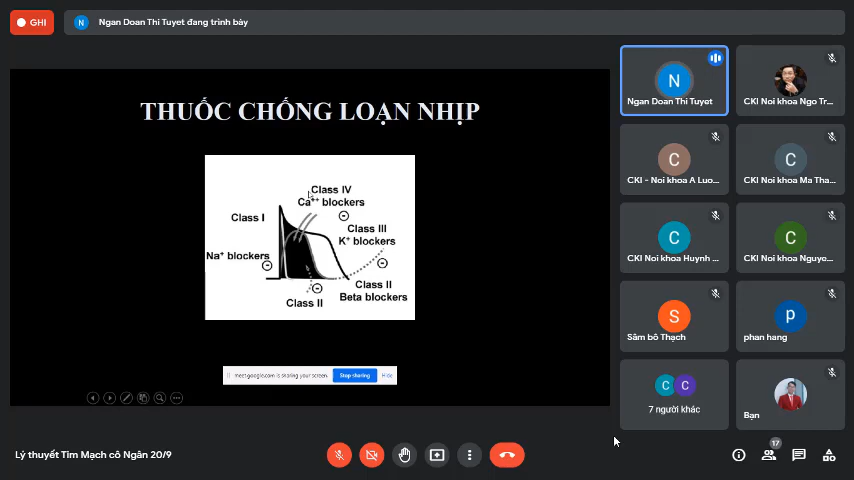 GHI
N
Ngan Doan Thi Tuyet đang trình bày
THUỐC CHỐNG LOẠN NHỊP
Class IV
Ca++ blockers
Class I
Class III
K+ blockers
Na+ blockers
Class II
Beta blockers
Class II
meet.google.com is sharing your screen.
Stop sharing
Hide
N
Ngan Doan Thi Tuyet
CKI Noi khoa Ngo Tr...
C
CKI - Noi khoa A Luo...
C
CKI Noi khoa Ma Tha...
C
CKI Noi khoa Huynh ...
C
CKI Noi khoa Nguye...
S
Sầm bô Thạch
p
phan hang
C C
7 người khác
Bạn
Lý thuyết Tim Mạch cô Ngân 20/9
17